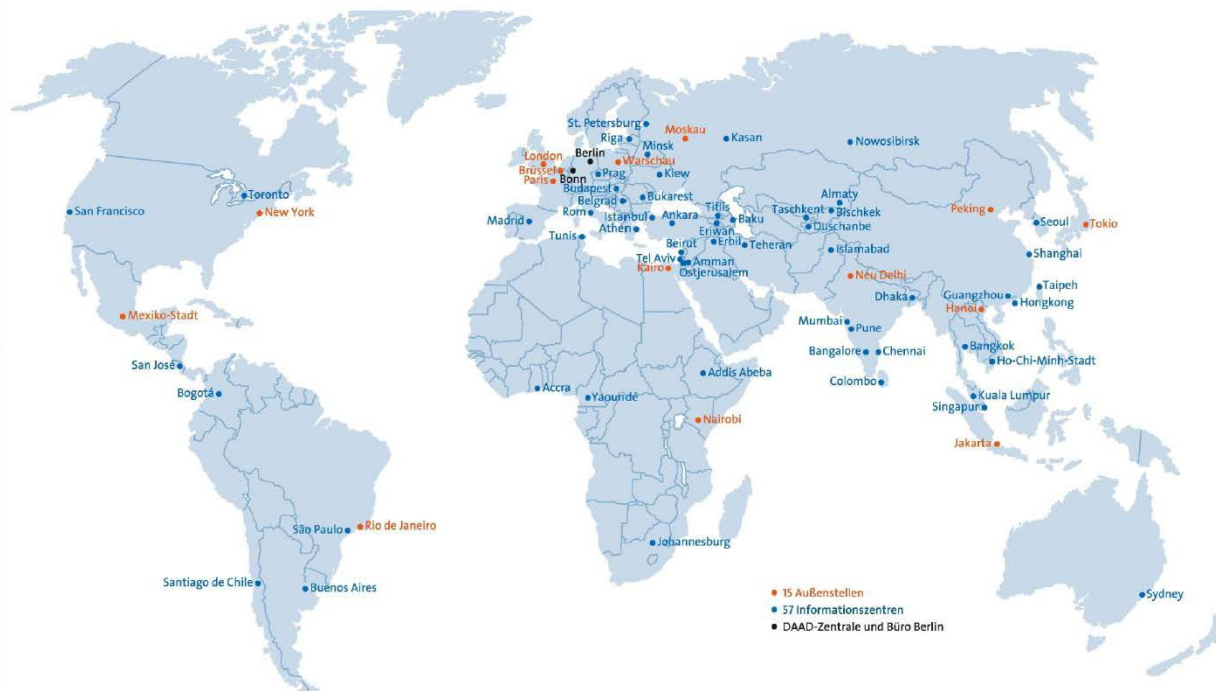 St. Petersburg
Moskau
Riga
Kasan
Nowosibirsk
Minsk
Berlin
London
Warschau
Brüssel
Bonn
Prag
Kiew
Paris
Budapest
Almaty
Toronto
Belgrad
Bukarest
Tiflis
San Francisco
New York
Madrid
Rom
Istanbul
Ankara
Baku
Taschkent
Bischkek
Peking
Seoul
Tokio
Athen
Eriwan
Duschanbe
Tunis
Beirut
Erbil
Teheran
Islamabad
Shanghai
Tel Aviv
Amman
Kairo
Ostjerusalem
Neu Delhi
Taipeh
Dhaka
Guangzhou
Hongkong
Mexiko-Stadt
Hanoi
Mumbai
Pune
Bangkok
Bangalore
Chennai
Ho-Chi-Minh-Stadt
San José
Addis Abeba
Colombo
Bogotá
Accra
Yaoundé
Kuala Lumpur
Singapur
Nairobi
Jakarta
São Paulo
Rio de Janeiro
Johannesburg
Santiago de Chile
Buenos Aires
15 Außenstellen
Sydney
57 Informationszentren
DAAD-Zentrale und Büro Berlin